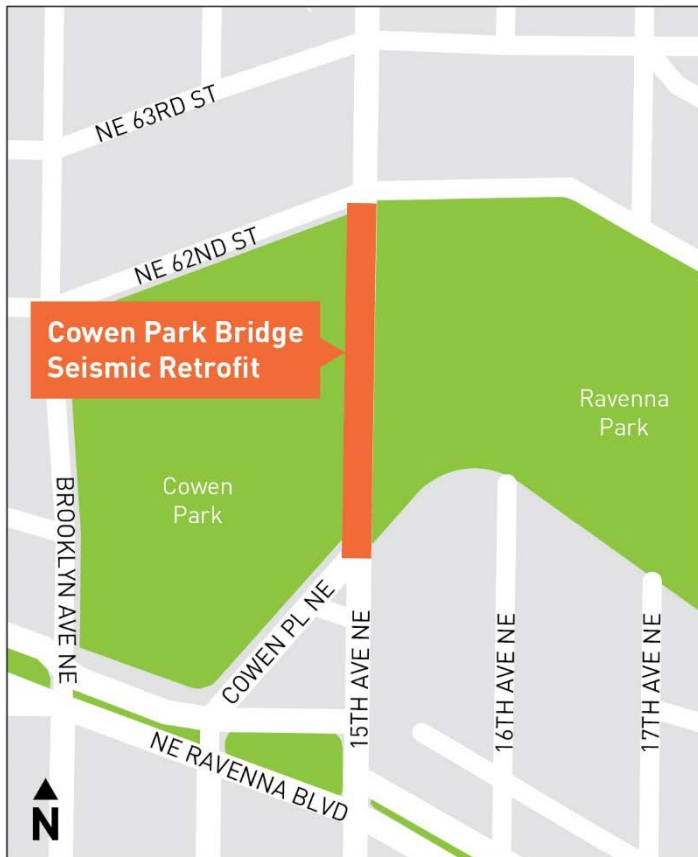 NE 63RD ST
NE 62ND ST
Cowen Park Bridge
Seismic Retrofit
Ravenna
Park
Cowen
Park
BROOKLYN AVE NE
COWEN PL NE
15TH AVE NE
16TH AVE NE
17TH AVE NE
NE RAVENNA BLVD
N